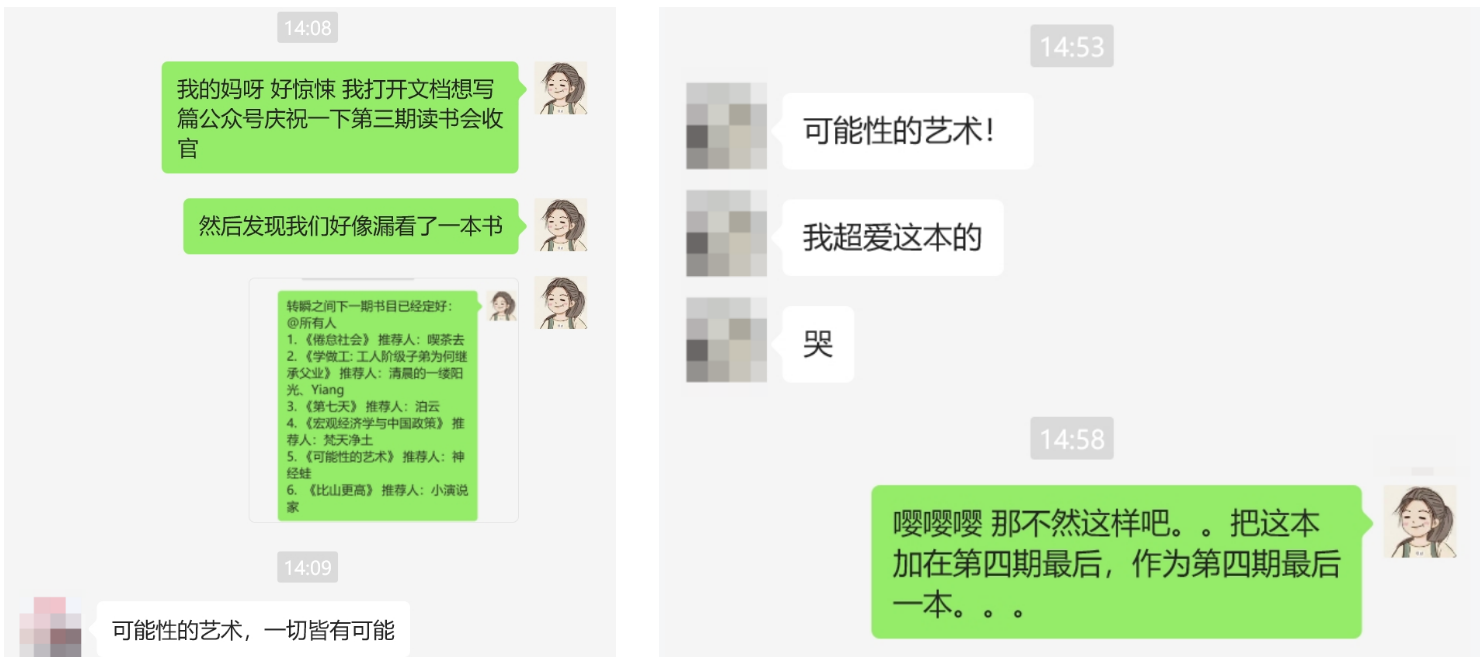 14:08
我的妈呀 好惊悚 我打开文档想写
篇公众号庆祝一下第三期读书会收
官
然后发现我们好像漏看了一本书
转瞬之间下一期书目已经定好：
@所有人
1. 《倦怠社会》 推荐人：喫茶去
2. 《学做工：工人阶级子弟为何继
承父业》 推荐人：清晨的一缕阳
光、Yiang
3. 《第七天》 推荐人：泊云
4. 《宏观经济学与中国政策》 推
荐人：梵天净土
5. 《可能性的艺术》 推荐人：神
经蛙
6. 《比山更高》 推荐人：小演说
家
14:09
可能性的艺术，一切皆有可能
14:53
可能性的艺术！
我超爱这本的
哭
14:58
嘤嘤嘤 那不然这样吧。。把这本
加在第四期最后，作为第四期最后
一本。。。